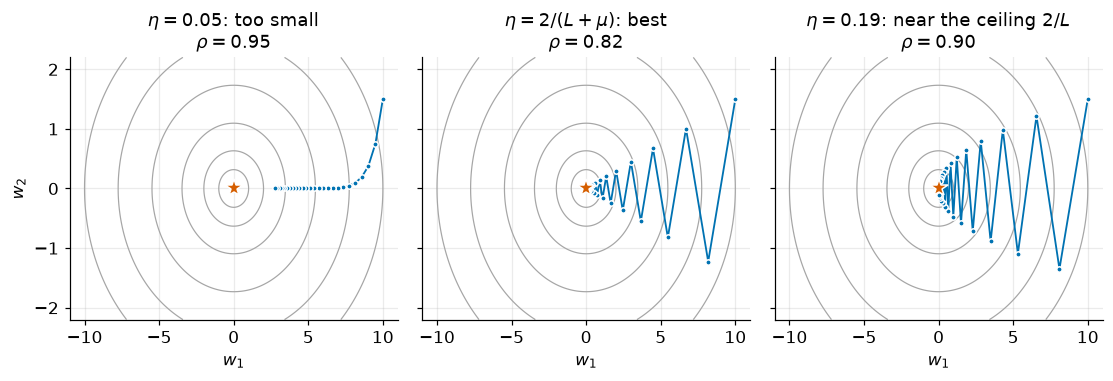 η = 0.05: too small
ρ = 0.95
η = 2/(L + μ): best
ρ = 0.82
η = 0.19: near the ceiling 2/L
ρ = 0.90
w₂
2
1
0
−1
−2
−10
−5
0
5
10
−10
−5
0
5
10
−10
−5
0
5
10
w₁
w₁
w₁